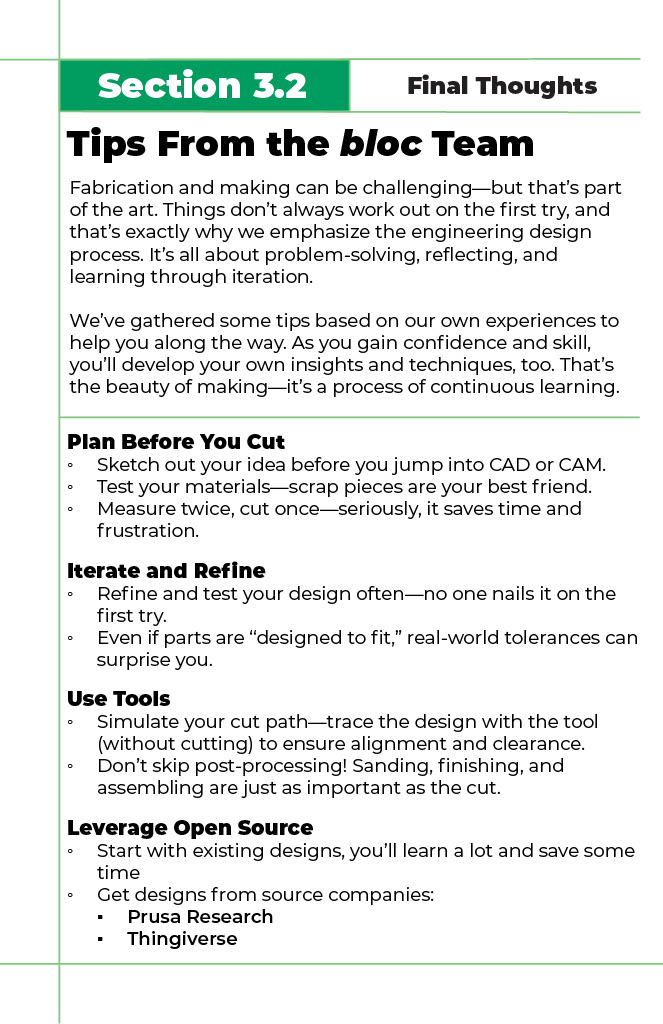 Section 3.2
Final Thoughts
Tips From the bloc Team
Fabrication and making can be challenging—but that’s part
of the art. Things don’t always work out on the first try, and
that’s exactly why we emphasize the engineering design
process. It’s all about problem-solving, reflecting, and
learning through iteration.
We’ve gathered some tips based on our own experiences to
help you along the way. As you gain confidence and skill,
you’ll develop your own insights and techniques, too. That’s
the beauty of making—it’s a process of continuous learning.
Plan Before You Cut
◦ Sketch out your idea before you jump into CAD or CAM.
◦ Test your materials—scrap pieces are your best friend.
◦ Measure twice, cut once—seriously, it saves time and
frustration.
Iterate and Refine
◦ Refine and test your design often—no one nails it on the
first try.
◦ Even if parts are “designed to fit,” real-world tolerances can
surprise you.
Use Tools
◦ Simulate your cut path—trace the design with the tool
(without cutting) to ensure alignment and clearance.
◦ Don’t skip post-processing! Sanding, finishing, and
assembling are just as important as the cut.
Leverage Open Source
◦ Start with existing designs, you’ll learn a lot and save some
time
◦ Get designs from source companies:
▪ Prusa Research
▪ Thingiverse